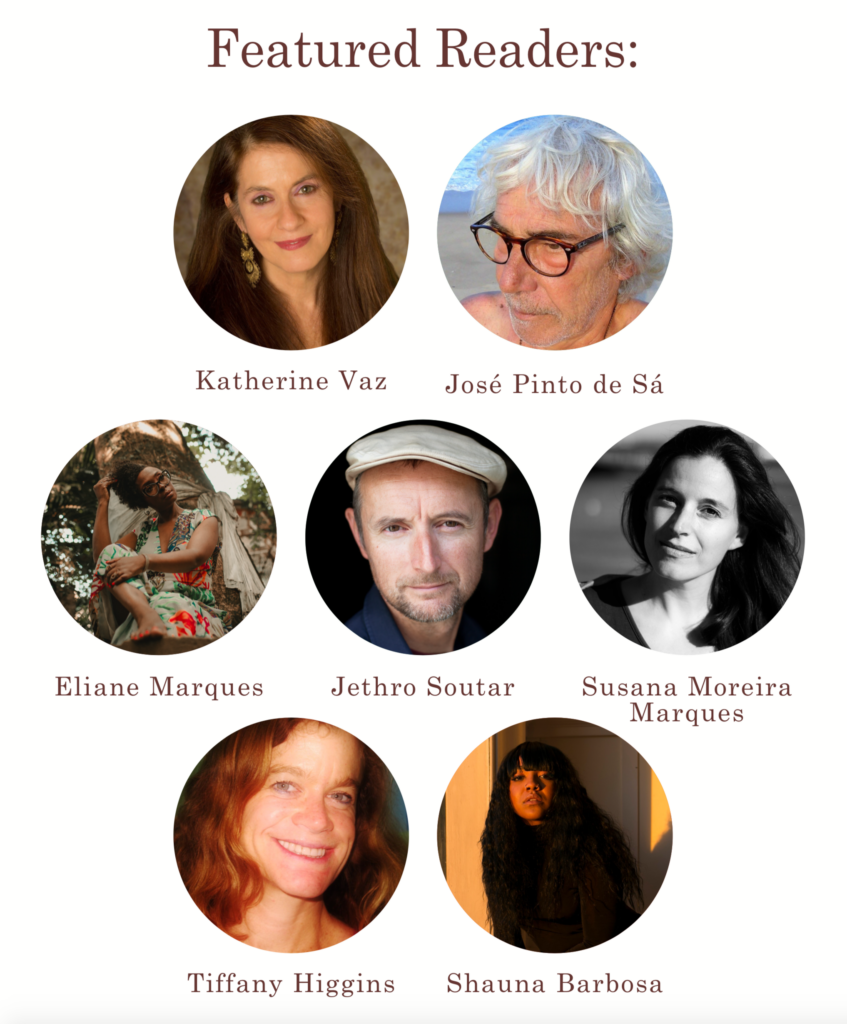 Featured Readers:
Katherine Vaz
José Pinto de Sá
Eliane Marques
Jethro Soutar
Susana Moreira
Marques
Tiffany Higgins
Shauna Barbosa